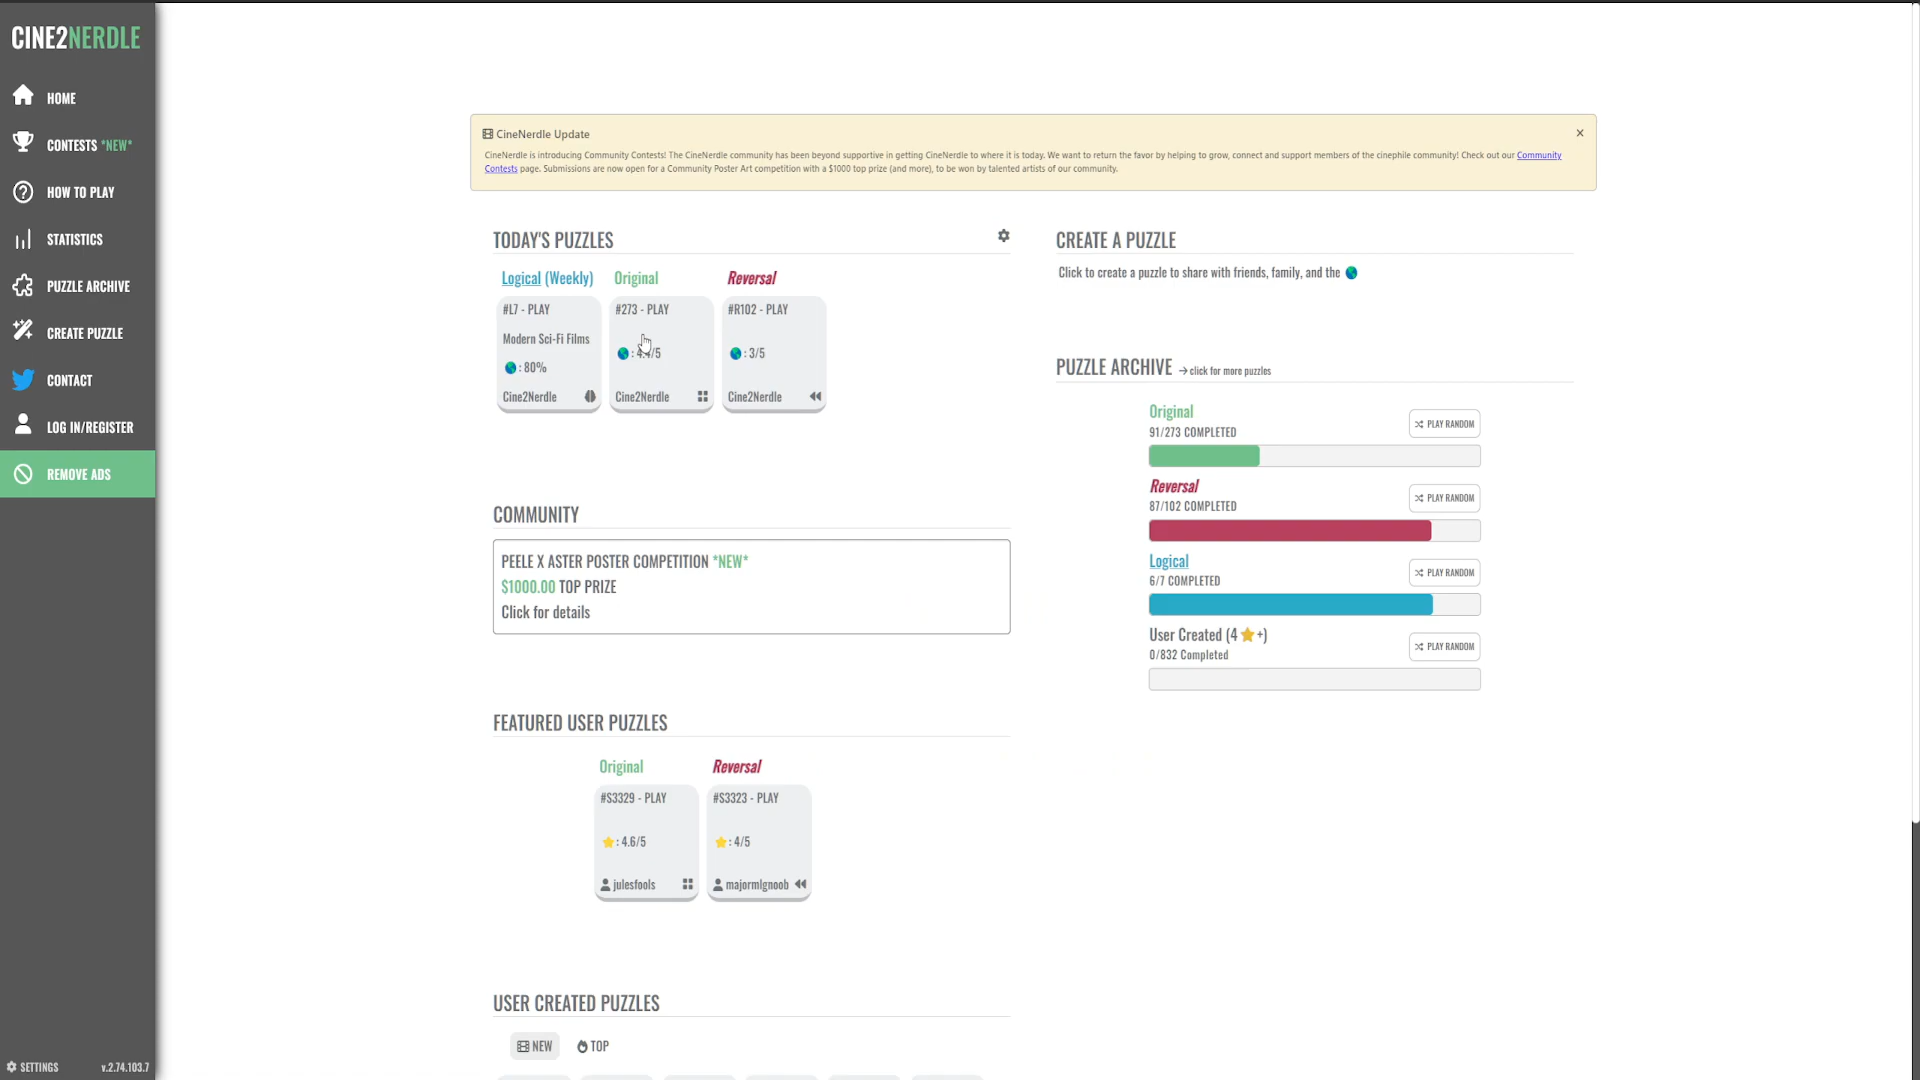 CINE2NERDLE
HOME
CONTESTS *NEW*
HOW TO PLAY
STATISTICS
PUZZLE ARCHIVE
CREATE PUZZLE
CONTACT
LOG IN/REGISTER
REMOVE ADS
SETTINGS
v.2.74.103.7
CineNerdle Update
CineNerdle is introducing Community Contests! The CineNerdle community has been beyond supportive in getting CineNerdle to where it is today. We want to return the favor by helping to grow, connect and support members of the cinephile community! Check out our Community
Contests page. Submissions are now open for a Community Poster Art competition with a $1000 top prize (and more), to be won by talented artists of our community.
TODAY'S PUZZLES
Logical (Weekly)
#L7 - PLAY
Modern Sci-Fi Films
: 80%
Cine2Nerdle
Original
#273 - PLAY
: 4.4/5
Cine2Nerdle
Reversal
#R102 - PLAY
: 3/5
Cine2Nerdle
COMMUNITY
PEELE X ASTER POSTER COMPETITION *NEW*
$1000.00 TOP PRIZE
Click for details
FEATURED USER PUZZLES
Original
#S3329 - PLAY
: 4.6/5
julesfools
Reversal
#S3323 - PLAY
: 4/5
majormlgnoob
USER CREATED PUZZLES
NEW
TOP
CREATE A PUZZLE
Click to create a puzzle to share with friends, family, and the
PUZZLE ARCHIVE → click for more puzzles
Original
91/273 COMPLETED
PLAY RANDOM
Reversal
87/102 COMPLETED
PLAY RANDOM
Logical
6/7 COMPLETED
PLAY RANDOM
User Created (4 +)
0/832 Completed
PLAY RANDOM